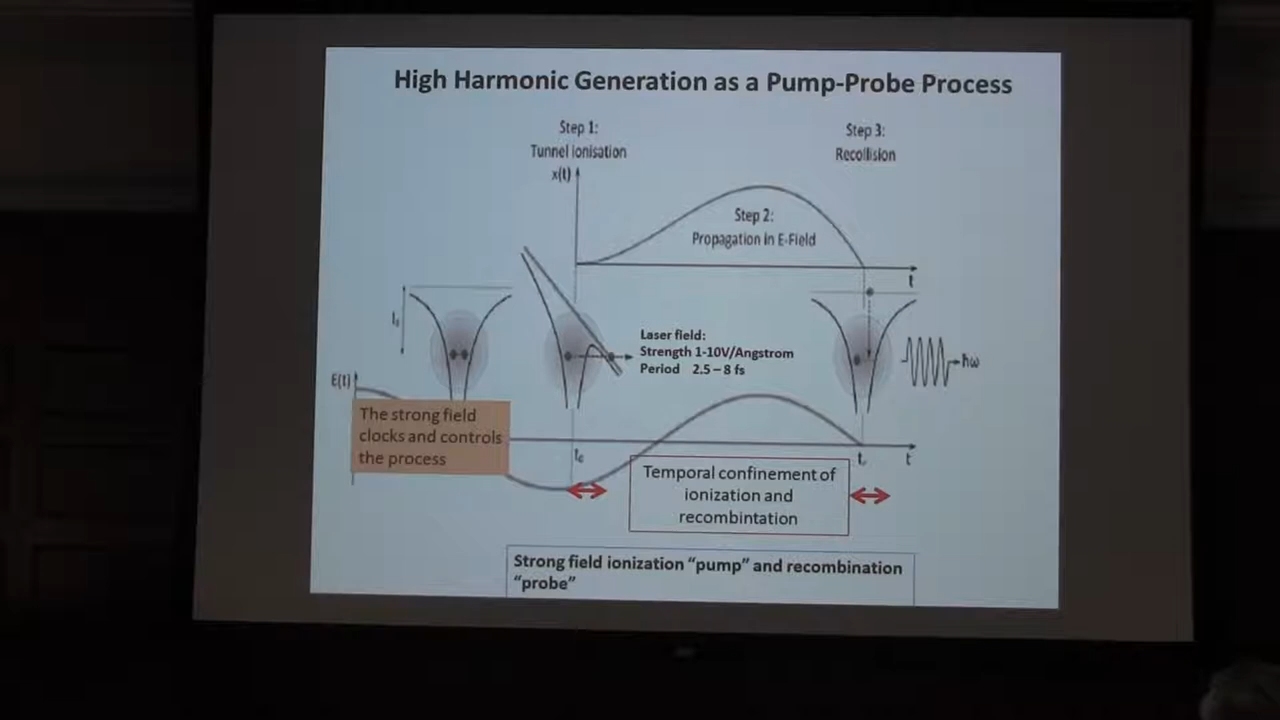 High Harmonic Generation as a Pump-Probe Process
Step 1:
Tunnel Ionisation
Step 3:
Recollision
x(t)
Step 2:
Propagation in E-Field
t
Laser field:
Strength 1-10V/Angstrom
Period 2.5 – 8 fs
ħω
E(t)
The strong field
clocks and controls
the process
t
Temporal confinement of
ionization and
recombintation
Strong field ionization “pump” and recombination
“probe”